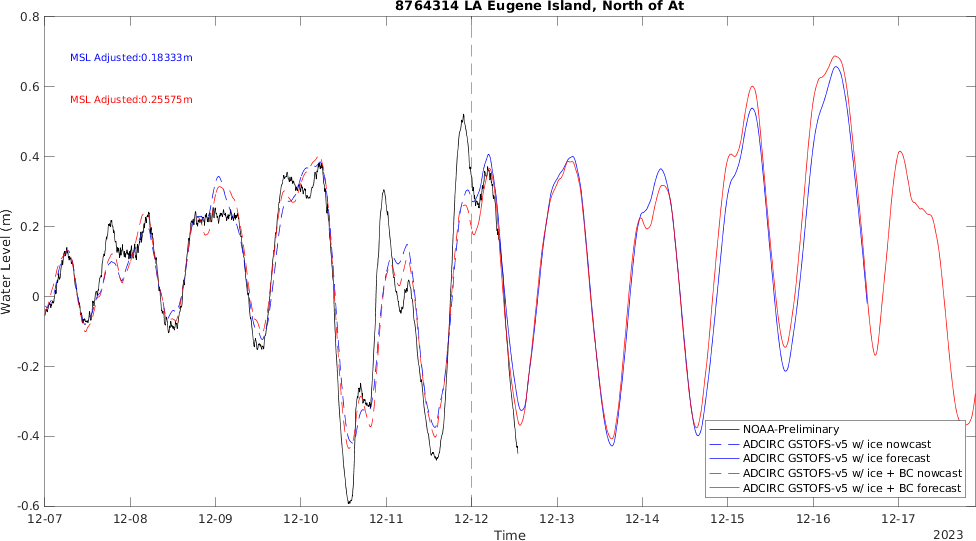 8764314 LA Eugene Island, North of At
0.8
MSL Adjusted:0.18333m
0.6
MSL Adjusted:0.25575m
0.4
0.2
Water Level (m)
0
-0.2
-0.4
-0.6
NOAA-Preliminary
ADCIRC GSTOFS-v5 w/ ice nowcast
ADCIRC GSTOFS-v5 w/ ice forecast
ADCIRC GSTOFS-v5 w/ ice + BC nowcast
ADCIRC GSTOFS-v5 w/ ice + BC forecast
12-07 12-08 12-09 12-10 12-11 12-12 12-13 12-14 12-15 12-16 12-17
Time
2023